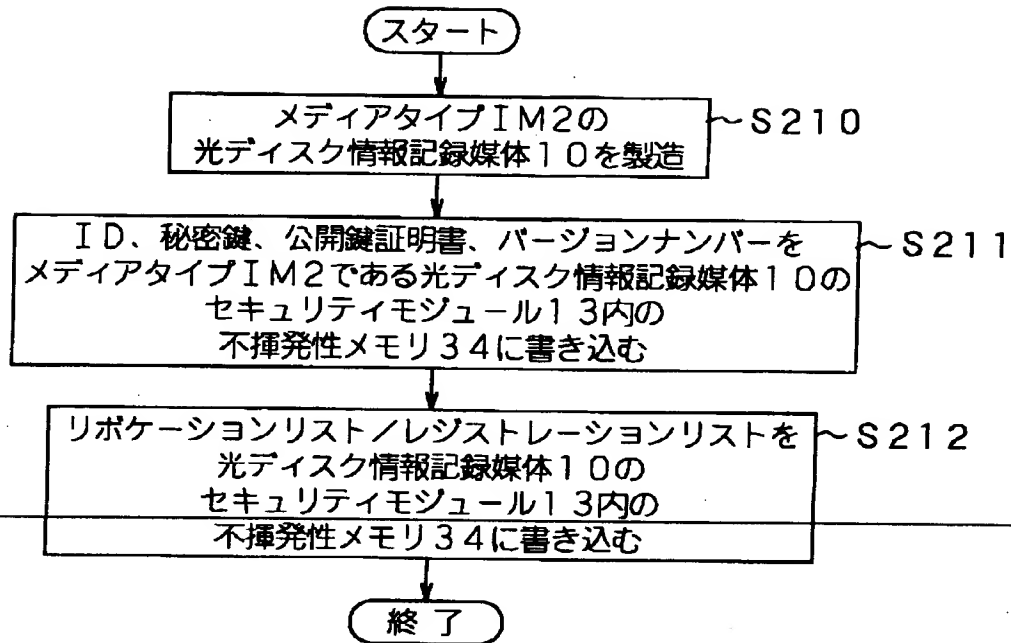 スタート
メディアタイプIM2の
光ディスク情報記録媒体10を製造
~S210
ID、秘密鍵、公開鍵証明書、バージョンナンバーを
メディアタイプIM2である光ディスク情報記録媒体10の
セキュリティモジュール13内の
不揮発性メモリ34に書き込む
~S211
リボケーションリスト/レジストレーションリストを
光ディスク情報記録媒体10の
セキュリティモジュール13内の
不揮発性メモリ34に書き込む
~S212
終了